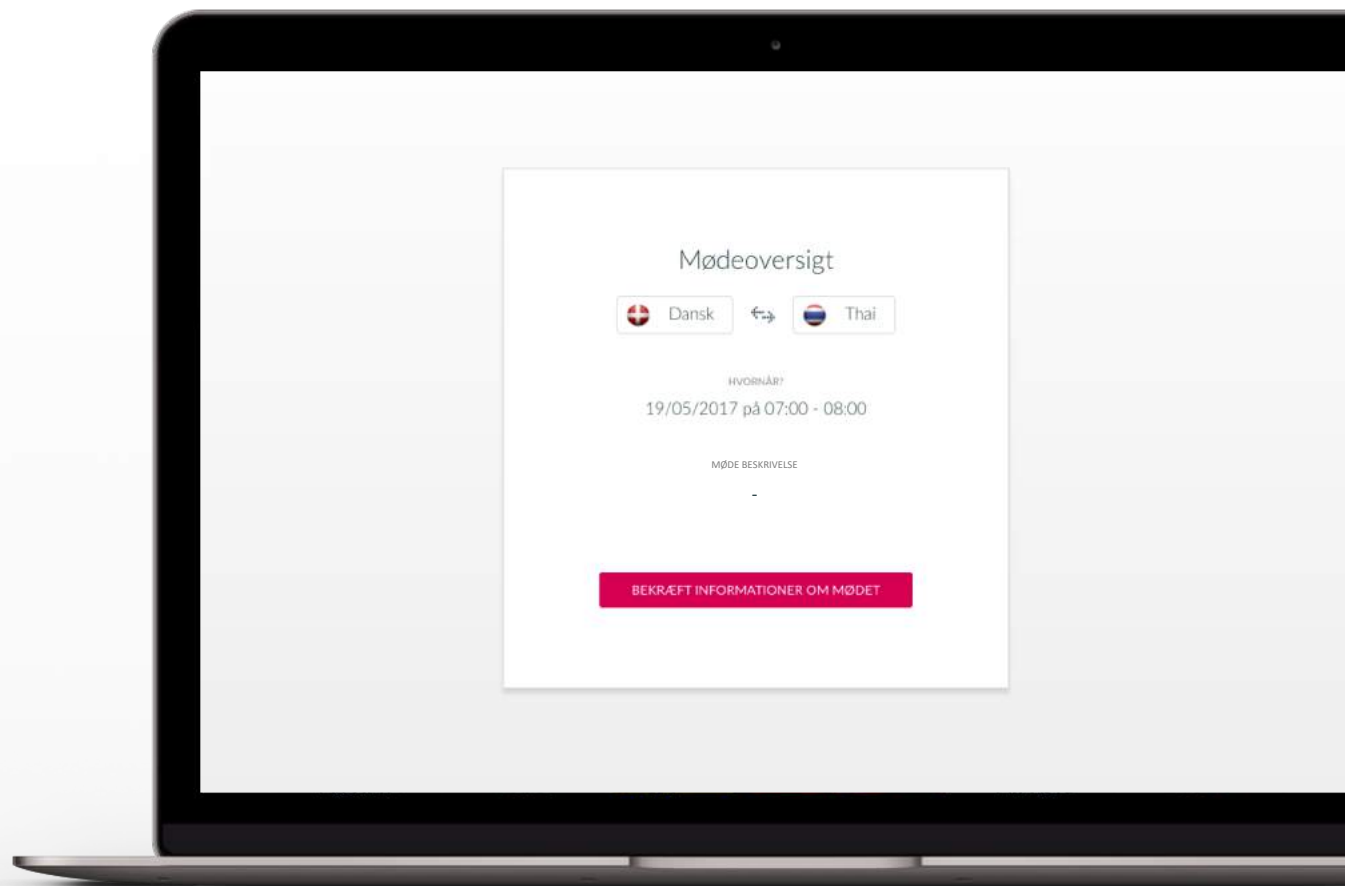 Mødeoversigt
Dansk Thai
HVORNÅR?
19/05/2017 på 07:00 - 08:00
MØDE BESKRIVELSE
-
BEKRÆFT INFORMATIONER OM MØDET